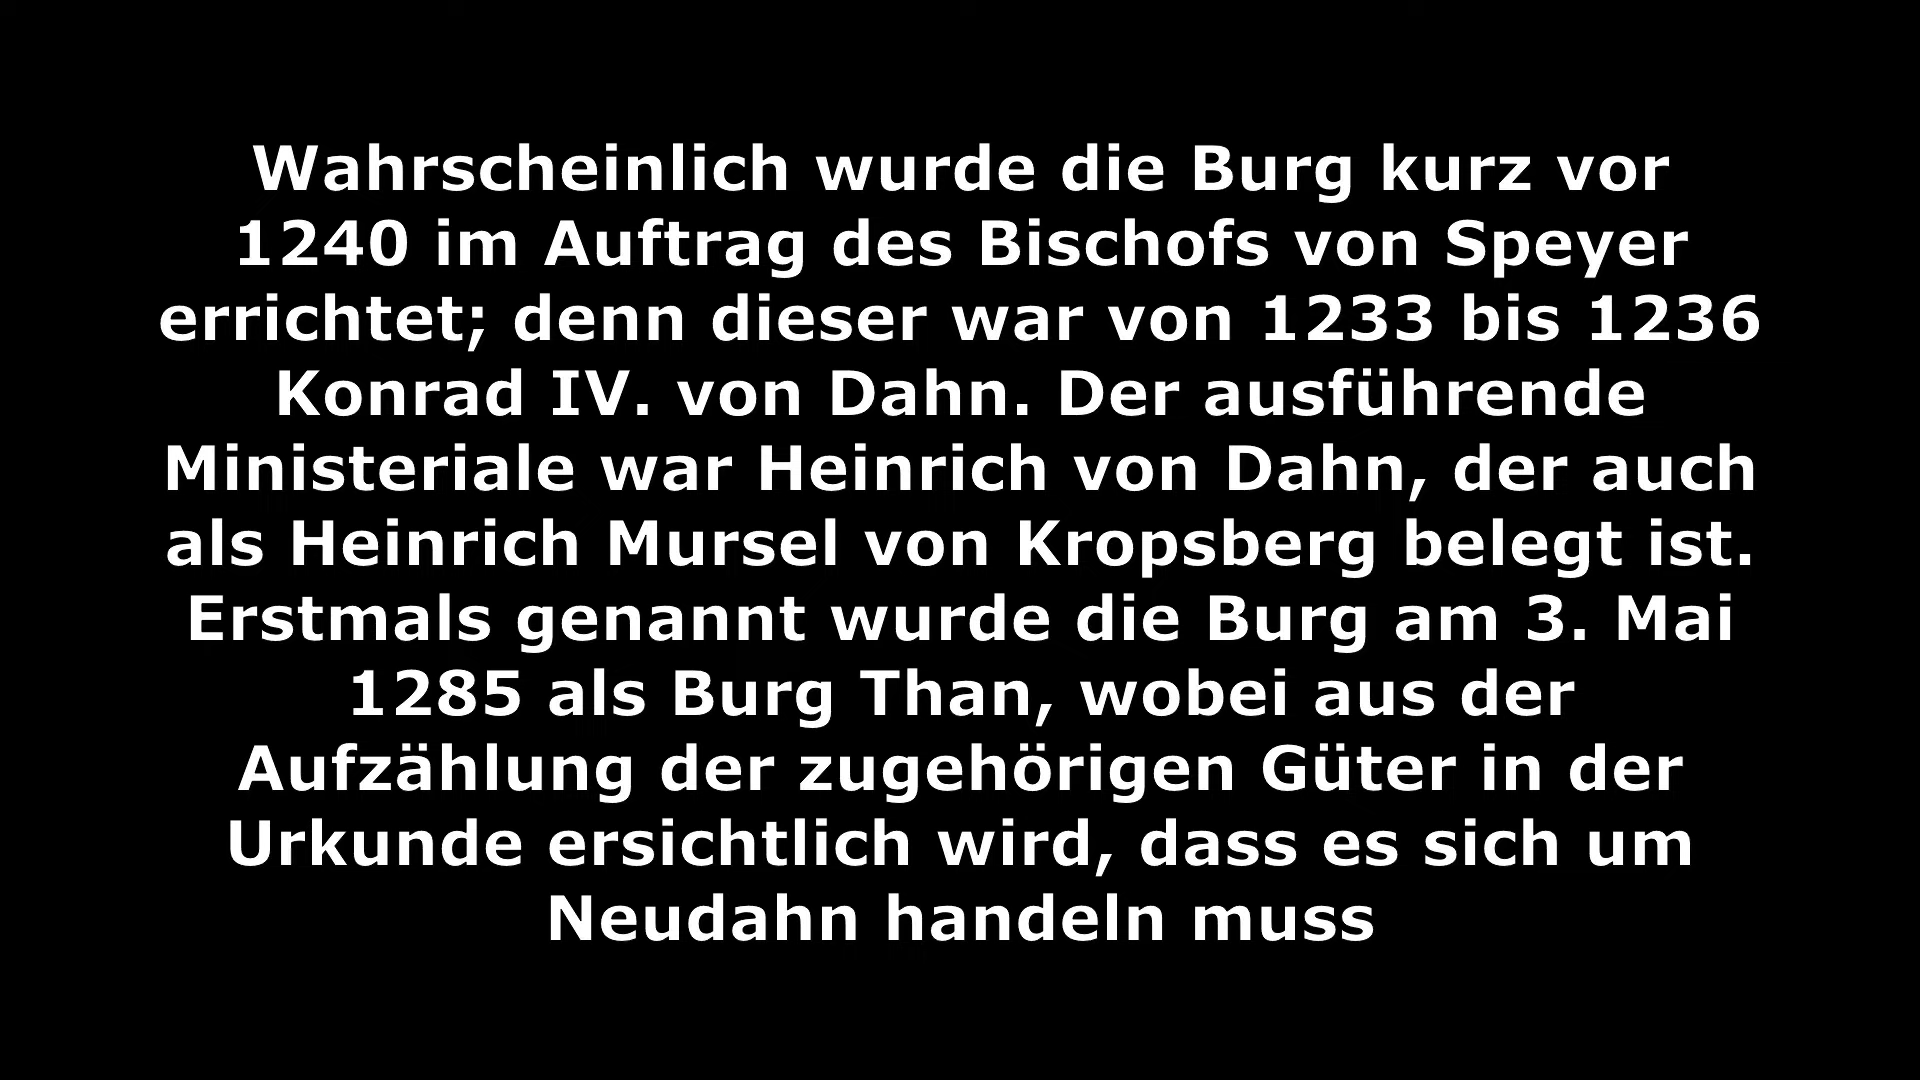 Wahrscheinlich wurde die Burg kurz vor
1240 im Auftrag des Bischofs von Speyer
errichtet; denn dieser war von 1233 bis 1236
Konrad IV. von Dahn. Der ausführende
Ministeriale war Heinrich von Dahn, der auch
als Heinrich Mursel von Kropsberg belegt ist.
Erstmals genannt wurde die Burg am 3. Mai
1285 als Burg Than, wobei aus der
Aufzählung der zugehörigen Güter in der
Urkunde ersichtlich wird, dass es sich um
Neudahn handeln muss